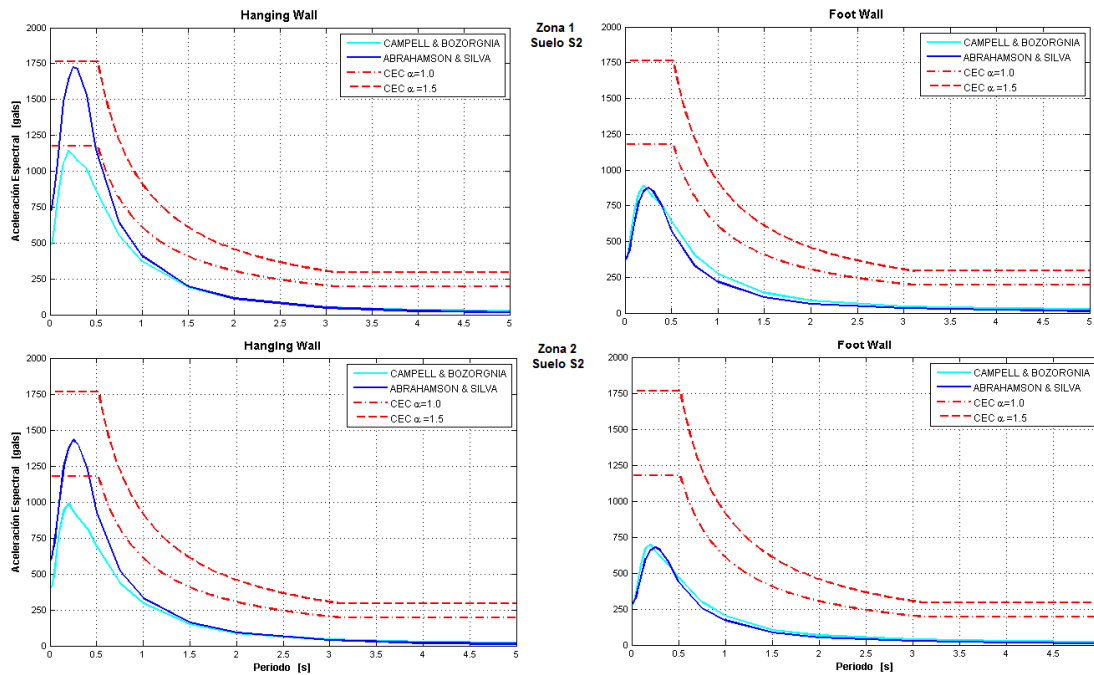 Hanging Wall
Zona 1
Suelo S2
Foot Wall
CAMPELL & BOZORGNIA
ABRAHAMSON & SILVA
CEC α=1.0
CEC α=1.5
Aceleración Espectral [gals]
2000
1750
1500
1250
1000
750
500
250
0
0 0.5 1 1.5 2 2.5 3 3.5 4 4.5 5
CAMPELL & BOZORGNIA
ABRAHAMSON & SILVA
CEC α=1.0
CEC α =1.5
2000
1750
1500
1250
1000
750
500
250
0
0 0.5 1 1.5 2 2.5 3 3.5 4 4.5 5
Hanging Wall
Zona 2
Suelo S2
Foot Wall
CAMPELL & BOZORGNIA
ABRAHAMSON & SILVA
CEC α=1.0
CEC α=1.5
Aceleración Espectral [gals]
2000
1750
1500
1250
1000
750
500
250
0
0 0.5 1 1.5 2 2.5 3 3.5 4 4.5 5
Periodo [s]
CAMPELL & BOZORGNIA
ABRAHAMSON & SILVA
CEC α=1.0
CEC α=1.5
2000
1750
1500
1250
1000
750
500
250
0
0 0.5 1 1.5 2 2.5 3 3.5 4 4.5 5
Periodo [s]